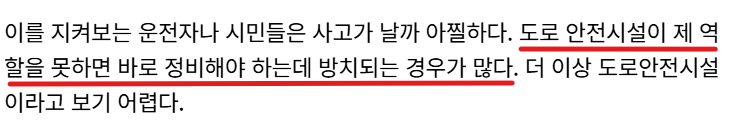 이를 지켜보는 운전자나 시민들은 사고가 날까 아찔하다. 도로 안전시설이 제 역
할을 못하면 바로 정비해야 하는데 방치되는 경우가 많다. 더 이상 도로안전시설
이라고 보기 어렵다.